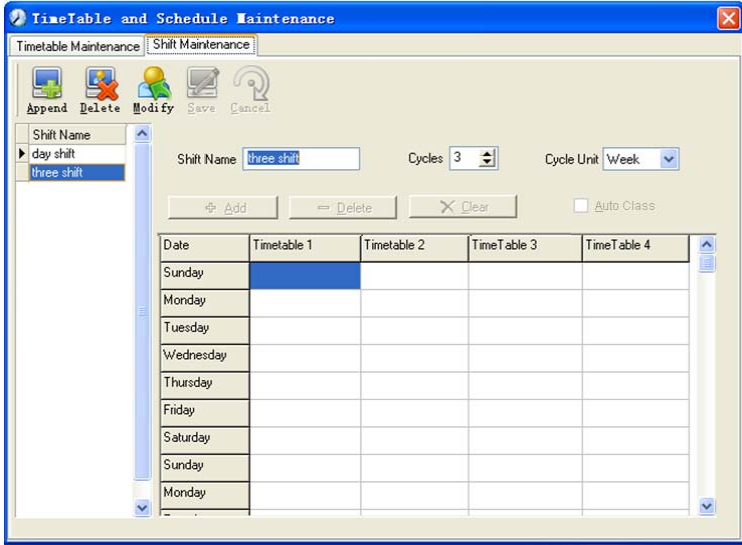 TimeTable and Schedule Maintenance
Timetable Maintenance Shift Maintenance
Append Delete Modify Save Cancel
Shift Name
day shift
three shift
Shift Name three shift Cycles 3 Cycle Unit Week
Add Delete Clear Auto Class
Date Timetable 1 Timetable 2 TimeTable 3 TimeTable 4
Sunday
Monday
Tuesday
Wednesday
Thursday
Friday
Saturday
Sunday
Monday